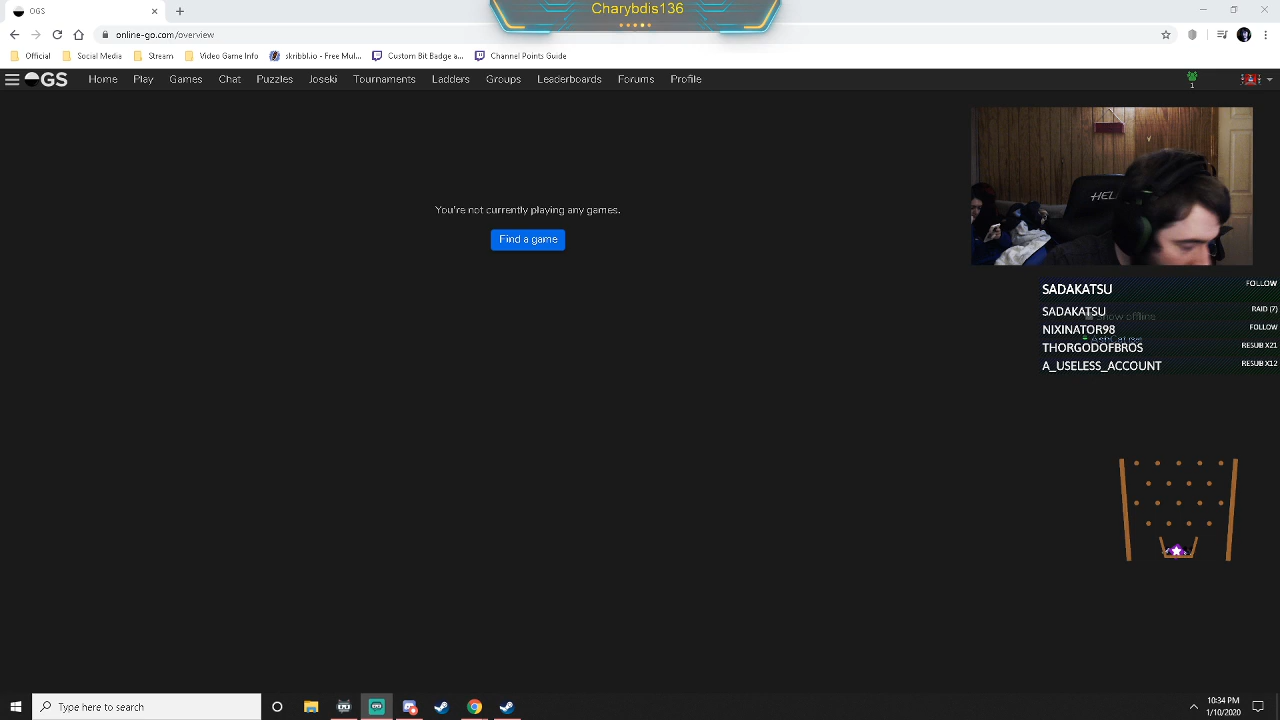 Charybdis136
OGS
online-go.com/overview
Official Social Media Stream Video Game Info skribbl.io - Free Mul... Custom Bit Badge a... Channel Points Guide
OGS Home Play Games Chat Puzzles Joseki Tournaments Ladders Groups Leaderboards Forums Profile
1
You're not currently playing any games.
Find a game
SADAKATSU FOLLOW
SADAKATSU RAID (7)
Show offline
NIXINATOR98 FOLLOW
THORGODOFBROS RESUB X21
A_USELESS_ACCOUNT RESUB X12
Type here to search
10:34 PM
1/10/2020